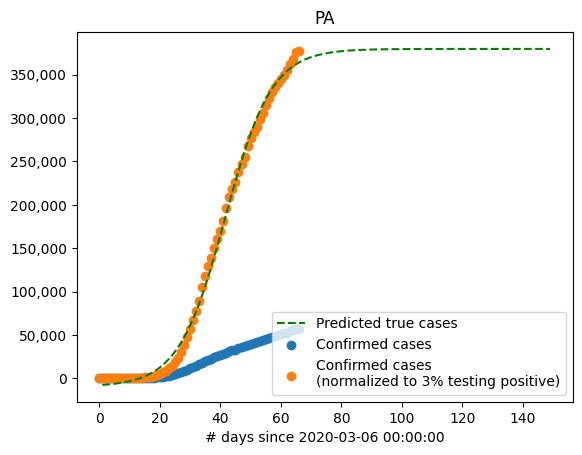 PA
350,000
300,000
250,000
200,000
150,000
100,000
50,000
0
Predicted true cases
Confirmed cases
Confirmed cases
(normalized to 3% testing positive)
0 20 40 60 80 100 120 140
# days since 2020-03-06 00:00:00